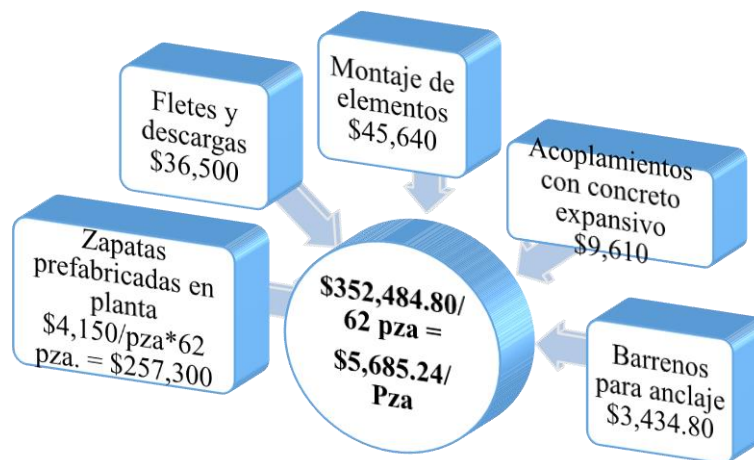 Fletes y
descargas
$36,500
Montaje de
elementos
$45,640
Acoplamientos
con concreto
expansivo
$9,610
Zapatas
prefabricadas en
planta
$4,150/pza*62
pza. = $257,300
$352,484.80/
62 pza =
$5,685.24/
Pza
Barrenos
para anclaje
$3,434.80